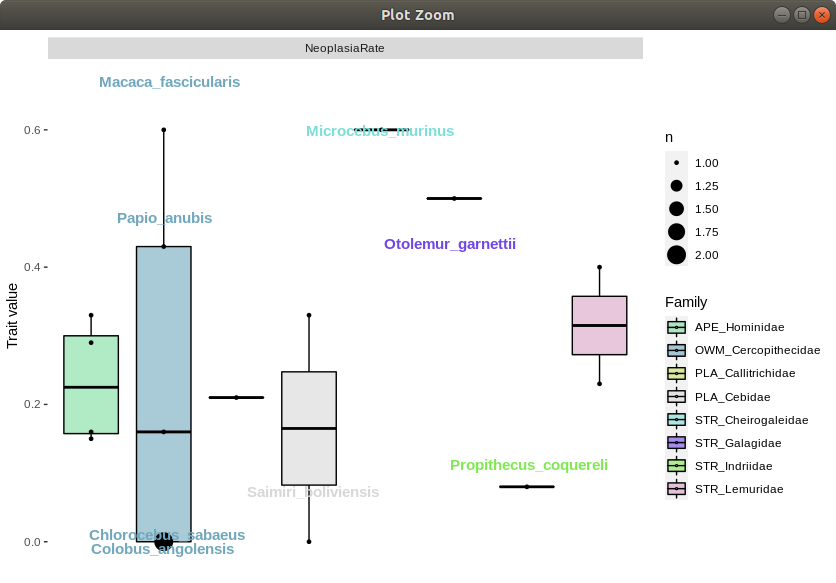 Plot Zoom
NeoplasiaRate
Macaca_fascicularis
Microcebus_murinus
Papio_anubis
Otolemur_garnettii
Propithecus_coquereli
Saimiri_boliviensis
Chlorocebus_sabaeus
Colobus_angolensis
Trait value
0.6
0.4
0.2
0.0
n
1.00
1.25
1.50
1.75
2.00
Family
APE_Hominidae
OWM_Cercopithecidae
PLA_Callitrichidae
PLA_Cebidae
STR_Cheirogaleidae
STR_Galagidae
STR_Indriidae
STR_Lemuridae